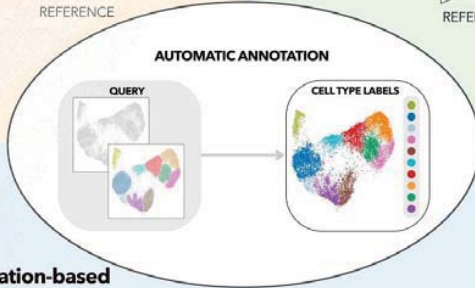 REFERENCE
REFE
AUTOMATIC ANNOTATION
QUERY
CELL TYPE LABELS
ation-based